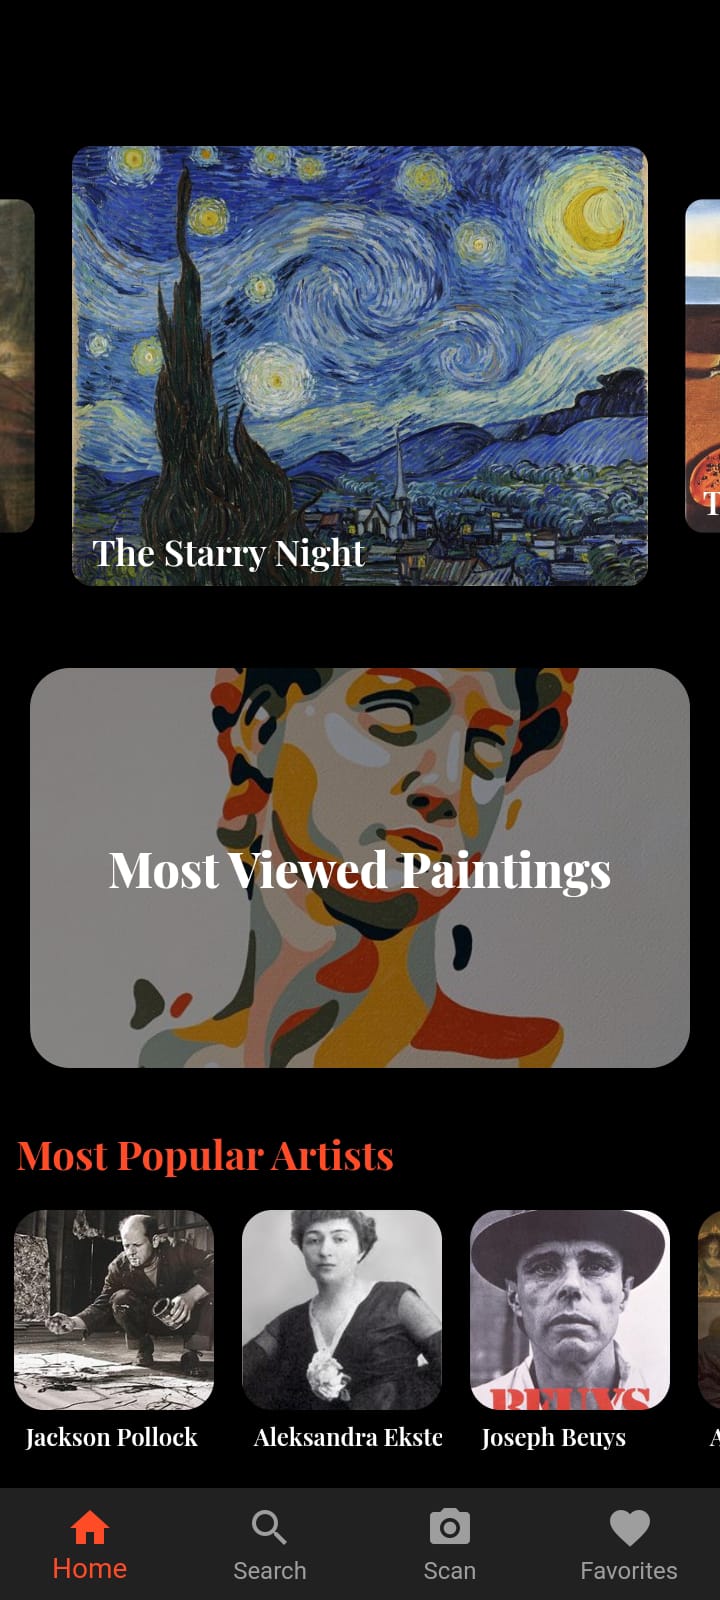 The Starry Night
T
Most Viewed Paintings
Most Popular Artists
BEUYS
Jackson Pollock
Aleksandra Ekste
Joseph Beuys
A
Home
Search
Scan
Favorites